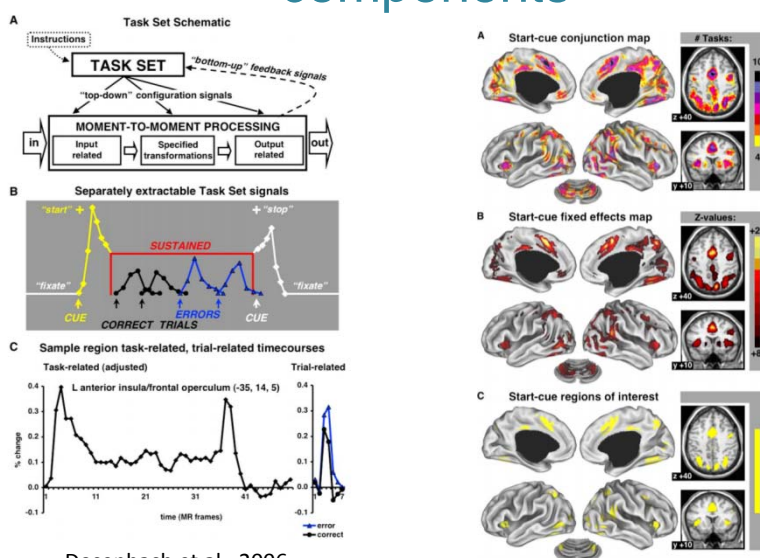 components
A Task Set Schematic
Instructions
TASK SET
"bottom-up" feedback signals
"top-down" configuration signals
MOMENT-TO-MOMENT PROCESSING
in
Input related
Specified transformations
Output related
out
B Separately extractable Task Set signals
"start" +
+ "stop"
SUSTAINED
"fixate"
"fixate"
CUE
CORRECT TRIALS
ERRORS
CUE
C Sample region task-related, trial-related timecourses
Task-related (adjusted)
Trial-related
L anterior insula/frontal operculum (-35, 14, 5)
% change
0.4
0.3
0.2
0.1
0.0
-0.1
11
21
31
41
time (MR frames)
0.4
0.3
0.2
0.1
0.0
-0.1
7
error
correct
A Start-cue conjunction map
# Tasks:
10
4
z +40
y +10
B Start-cue fixed effects map
Z-values:
+2
+8
z +40
y +10
C Start-cue regions of interest
z +40
y +10